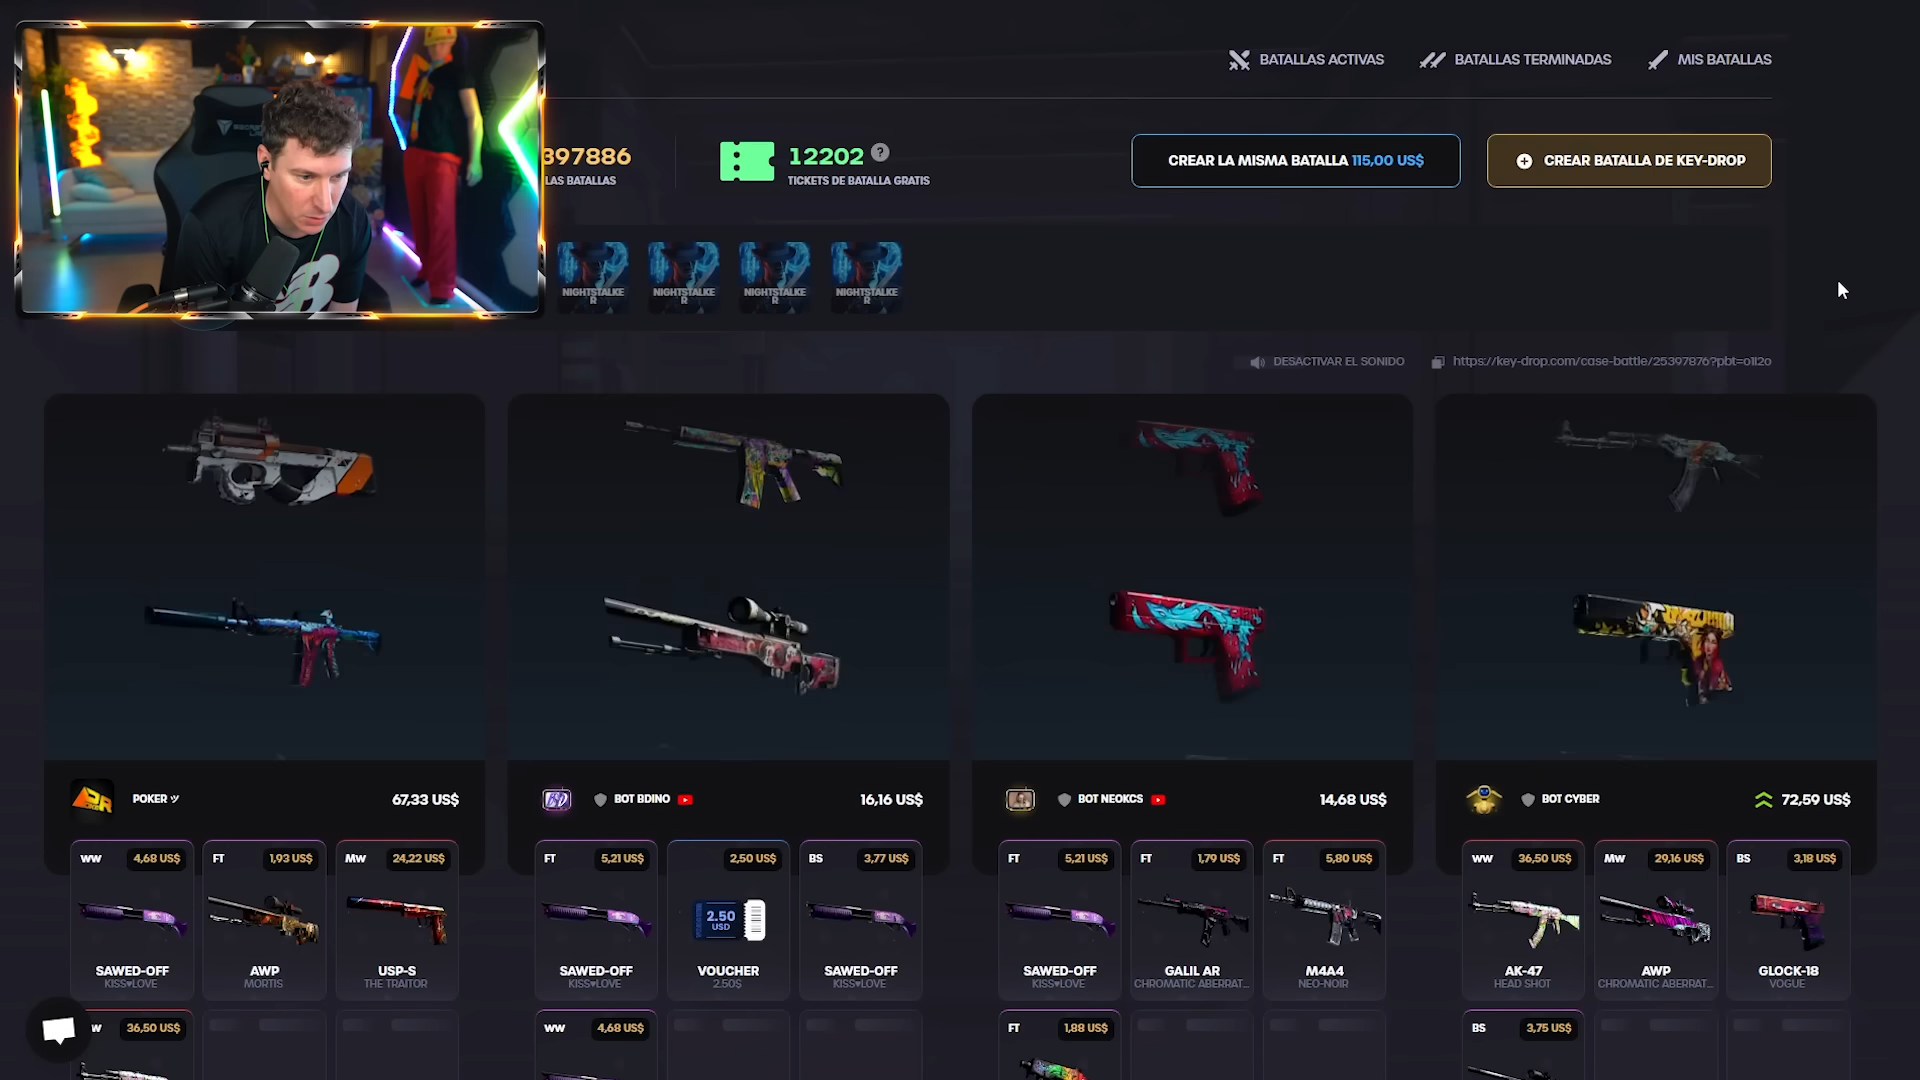 BATALLAS ACTIVAS
BATALLAS TERMINADAS
MIS BATALLAS
397886
LAS BATALLAS
12202 ?
TICKETS DE BATALLA GRATIS
CREAR LA MISMA BATALLA 115,00 US$
CREAR BATALLA DE KEY-DROP
NIGHTSTALKE
R
NIGHTSTALKE
R
NIGHTSTALKE
R
NIGHTSTALKE
R
DESACTIVAR EL SONIDO
https://key-drop.com/case-battle/25397876?pbt=o1l2o
POKER ツ
67,33 US$
BOT BDINO
16,16 US$
BOT NEOKCS
14,68 US$
BOT CYBER
72,59 US$
WW 4,68 US$
SAWED-OFF
KISS♥LOVE
FT 1,93 US$
AWP
MORTIS
MW 24,22 US$
USP-S
THE TRAITOR
FT 5,21 US$
SAWED-OFF
KISS♥LOVE
2,50 US$
2.50
USD
VOUCHER
2.50$
BS 3,77 US$
SAWED-OFF
KISS♥LOVE
FT 5,21 US$
SAWED-OFF
KISS♥LOVE
FT 1,79 US$
GALIL AR
CHROMATIC ABERRAT...
FT 5,80 US$
M4A4
NEO-NOIR
WW 36,50 US$
AK-47
HEAD SHOT
MW 29,16 US$
AWP
CHROMATIC ABERRAT...
BS 3,18 US$
GLOCK-18
VOGUE
W 36,50 US$
WW 4,68 US$
FT 1,88 US$
BS 3,75 US$